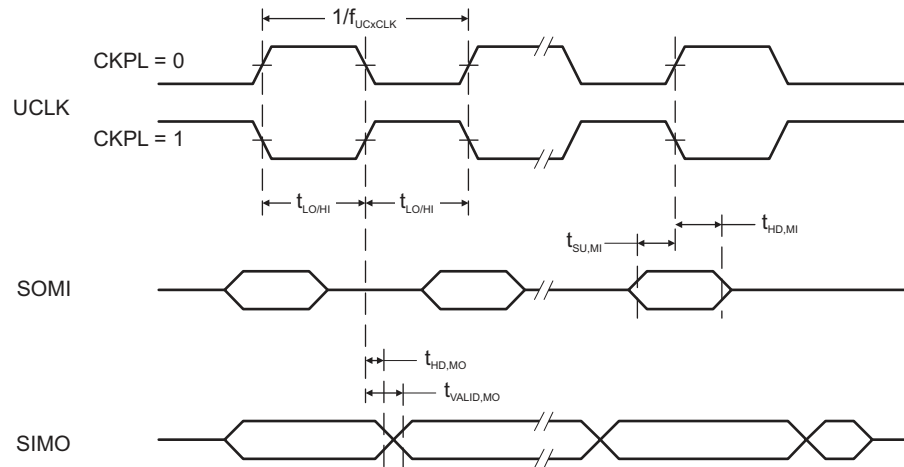 1/fUCxCLK
CKPL = 0
UCLK
CKPL = 1
tLO/HI
tLO/HI
tSU,MI
tHD,MI
SOMI
tHD,MO
tVALID,MO
SIMO